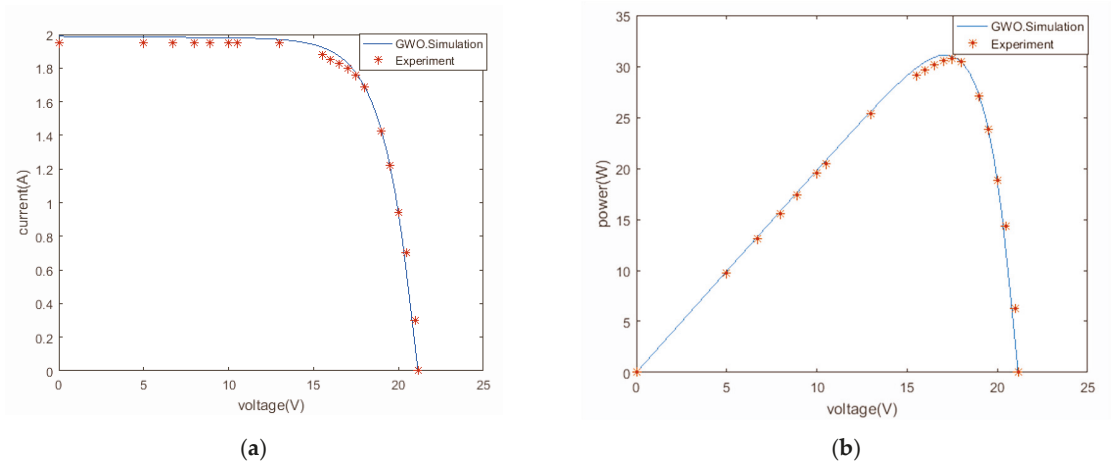 GWO.Simulation
Experiment
2
1.8
1.6
1.4
1.2
1
0.8
0.6
0.4
0.2
0
current(A)
0 5 10 15 20 25
voltage(V)
(a)
GWO.Simulation
Experiment
35
30
25
20
15
10
5
0
power(W)
0 5 10 15 20 25
voltage(V)
(b)